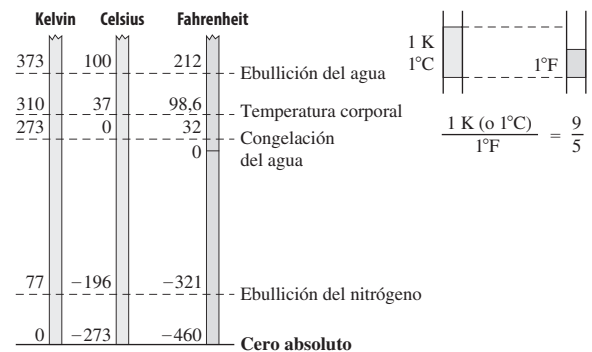 Kelvin Celsius Fahrenheit
373 100 212 Ebullición del agua
310 37 98,6 Temperatura corporal
273 0 32 Congelación
0 del agua
77 −196 −321 Ebullición del nitrógeno
0 −273 −460 Cero absoluto
1 K
1°C 1°F
1 K (o 1°C) / 1°F = 9/5